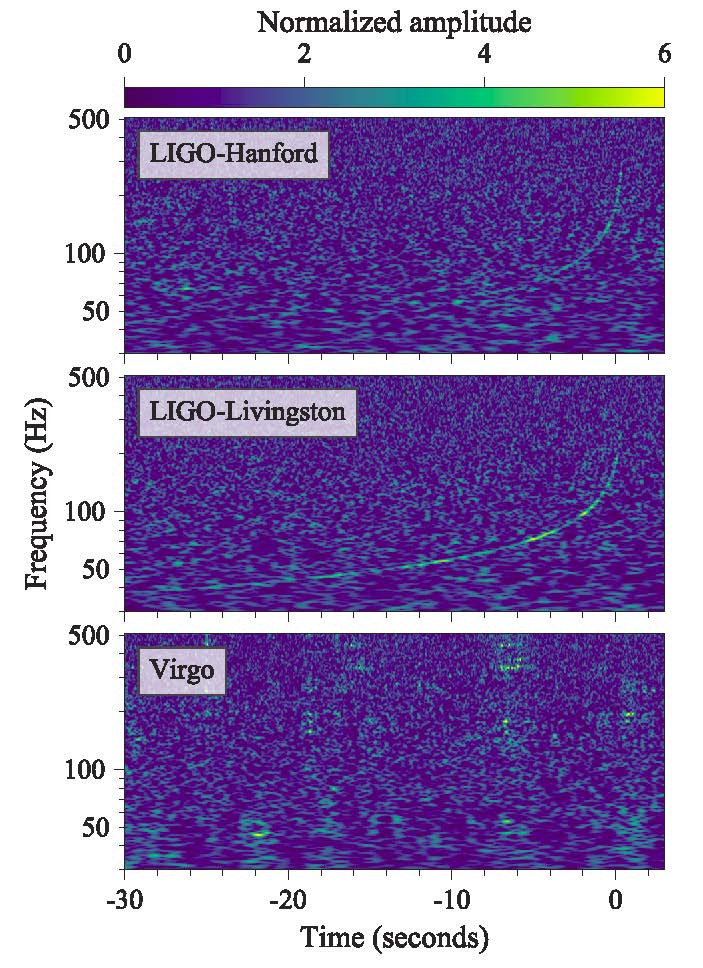 Normalized amplitude
0 2 4 6
500
LIGO-Hanford
100
50
500
LIGO-Livingston
100
Frequency (Hz)
50
500
Virgo
100
50
-30 -20 -10 0
Time (seconds)